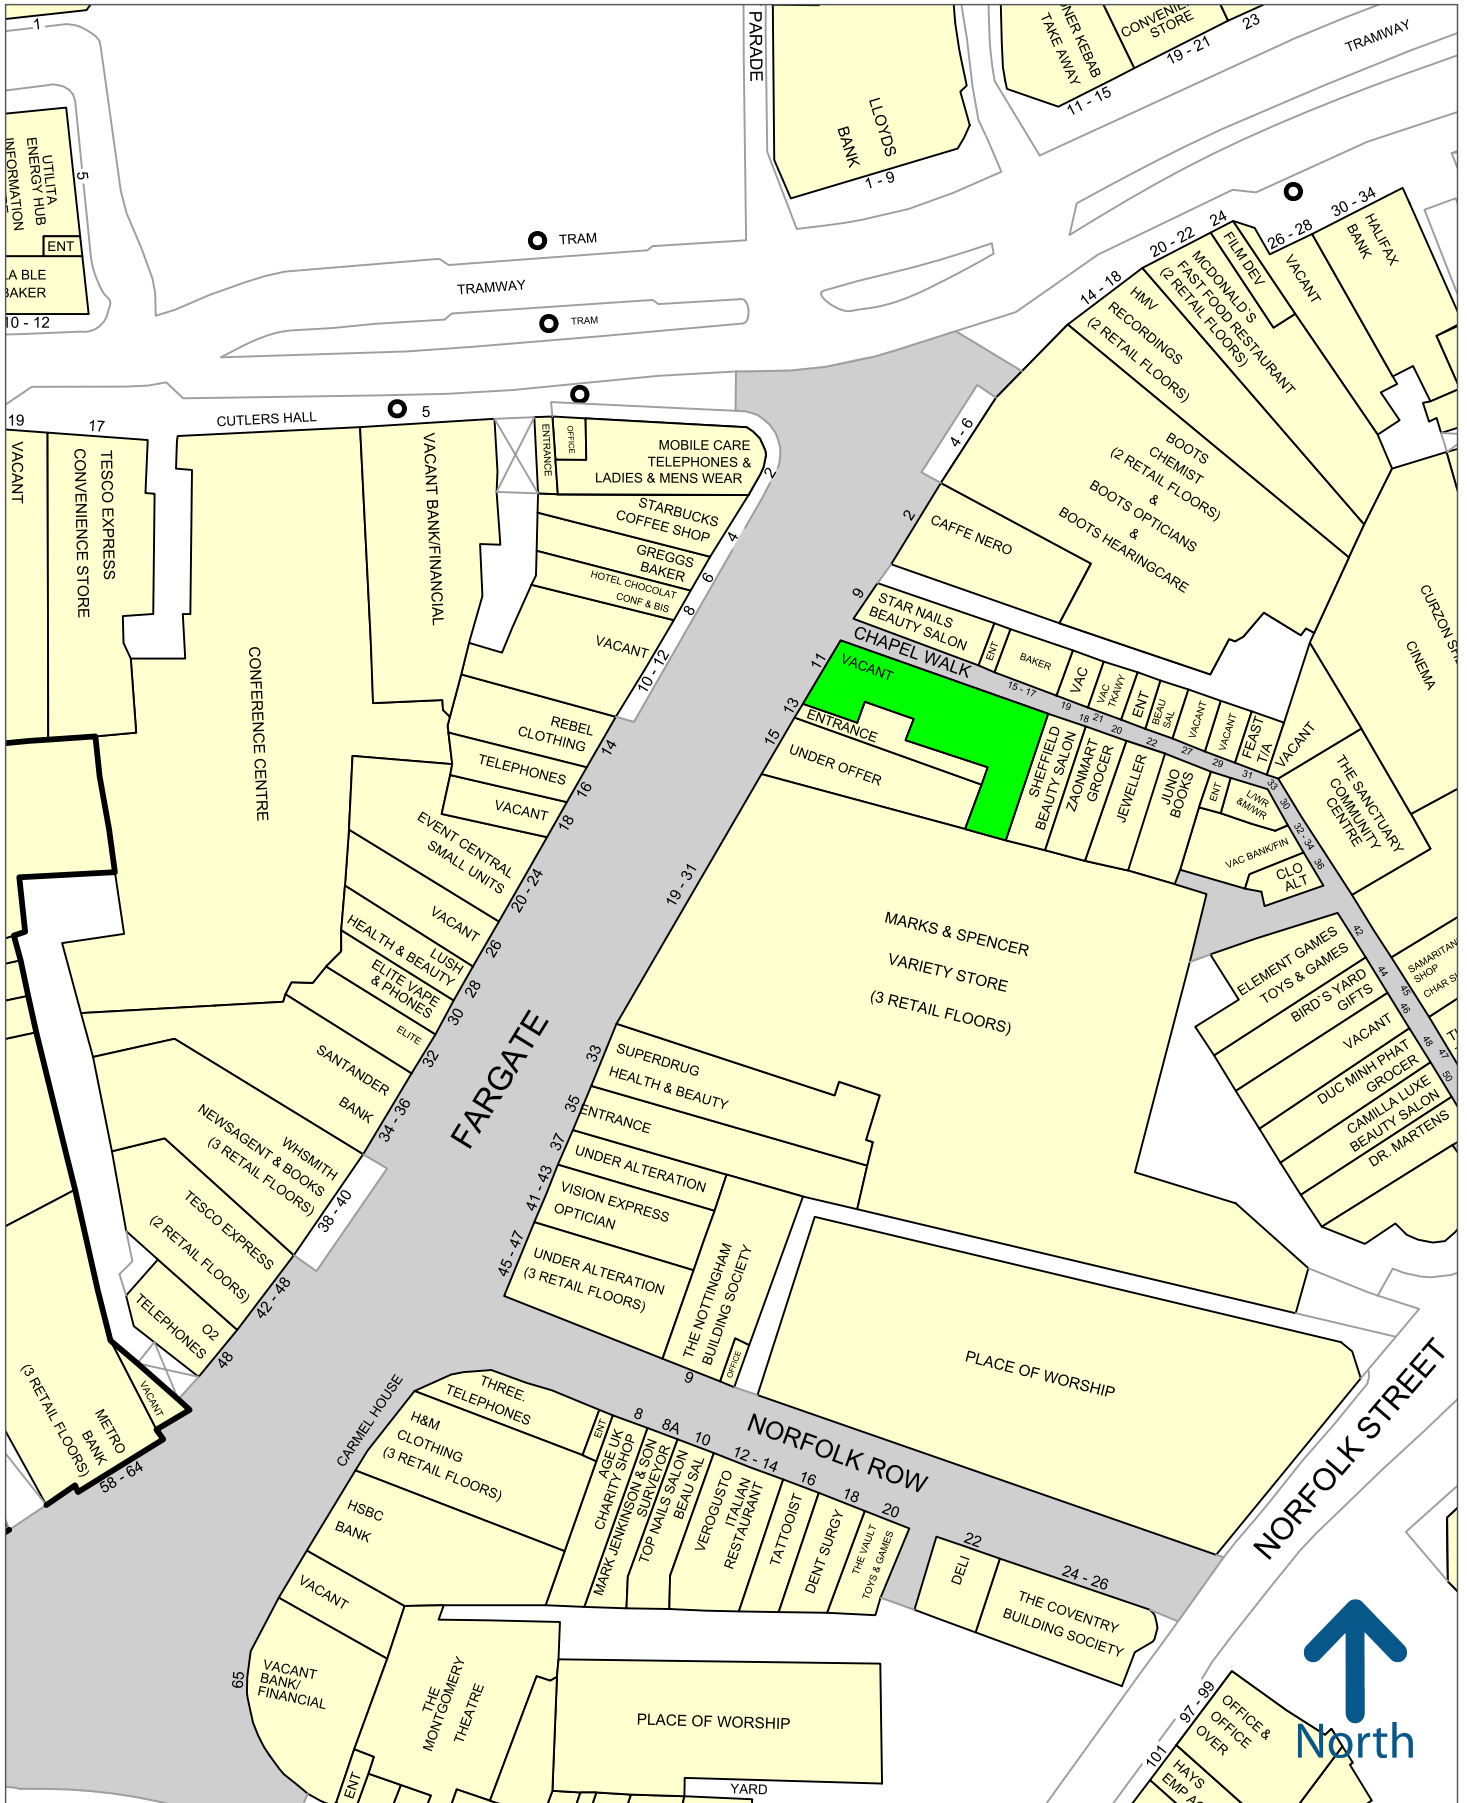 1
PARADE
LLOYDS
BANK
1 - 9
TAKE AWAY
KEBAB
11 - 15
STORE
19 - 21
23
TRAMWAY
5
UTILITA
ENERGY HUB
INFORMATION
ENT
LA BLE
BAKER
10 - 12
TRAM
TRAMWAY
TRAM
14 - 18
20 - 22
24
26 - 28
30 - 34
HALIFAX
BANK
VACANT
FILM DEV
MCDONALD'S
FAST FOOD RESTAURANT
(2 RETAIL FLOORS)
HMV
RECORDINGS
(2 RETAIL FLOORS)
BOOTS
CHEMIST
(2 RETAIL FLOORS)
&
BOOTS OPTICIANS
&
BOOTS HEARINGCARE
4 - 6
2
CAFFE NERO
19
VACANT
17
TESCO EXPRESS
CONVENIENCE STORE
CUTLERS HALL
CONFERENCE CENTRE
5
VACANT BANK/FINANCIAL
ENTRANCE
OFFICE
MOBILE CARE
TELEPHONES &
LADIES & MENS WEAR
2
STARBUCKS
COFFEE SHOP
4
GREGGS
BAKER
6
HOTEL CHOCOLAT
CONF & BIS
8
VACANT
10 - 12
REBEL
CLOTHING
14
TELEPHONES
16
VACANT
18
EVENT CENTRAL
SMALL UNITS
20 - 24
VACANT
26
LUSH
HEALTH & BEAUTY
28
ELITE VAPE
& PHONES
30
ELITE
32
SANTANDER
BANK
34 - 36
WHSMITH
NEWSAGENT & BOOKS
(3 RETAIL FLOORS)
38 - 40
TESCO EXPRESS
(2 RETAIL FLOORS)
42 - 48
O2
TELEPHONES
48
VACANT
METRO
BANK
(3 RETAIL FLOORS)
58 - 64
FARGATE
9
STAR NAILS
BEAUTY SALON
ENT
BAKER
VAC
VAC
TKAWY
ENT
BEAU
SAL
VACANT
VACANT
FEAST
T/A
VACANT
CHAPEL WALK
15 - 17
19
18
21
20
22
27
29
31
33
30
32 - 34
36
42
44
45
46
48
47
50
11
VACANT
13
ENTRANCE
15
UNDER OFFER
SHEFFIELD
BEAUTY SALON
ZAONMART
GROCER
JEWELLER
JUNO
BOOKS
ENT
L/WR
&M/WR
VAC BANK/FIN
CLO
ALT
CINEMA
THE SANCTUARY
COMMUNITY
CENTRE
SHOP
ELEMENT GAMES
TOYS & GAMES
BIRD'S YARD
GIFTS
VACANT
DUC MINH PHAT
GROCER
CAMILLA LUXE
BEAUTY SALON
DR. MARTENS
19 - 31
MARKS & SPENCER
VARIETY STORE
(3 RETAIL FLOORS)
33
SUPERDRUG
HEALTH & BEAUTY
35
ENTRANCE
37
UNDER ALTERATION
41 - 43
VISION EXPRESS
OPTICIAN
45 - 47
UNDER ALTERATION
(3 RETAIL FLOORS)
THE NOTTINGHAM
BUILDING SOCIETY
OFFICE
9
PLACE OF WORSHIP
NORFOLK ROW
NORFOLK STREET
CARMEL HOUSE
THREE.
TELEPHONES
H&M
CLOTHING
(3 RETAIL FLOORS)
HSBC
BANK
VACANT
65
VACANT
BANK/
FINANCIAL
ENT
8
AGE UK
CHARITY SHOP
8A
MARK JENKINSON & SON
SURVEYOR
10
TOP NAILS SALON
BEAU SAL
12 - 14
VEROGUSTO
ITALIAN
RESTAURANT
16
TATTOOIST
18
DENT SURGY
20
THE VAULT
TOYS & GAMES
22
DELI
24 - 26
THE COVENTRY
BUILDING SOCIETY
THE
MONTGOMERY
THEATRE
ENT
PLACE OF WORSHIP
YARD
97 - 99
OFFICE &
OFFICE
OVER
101
HAYS
North